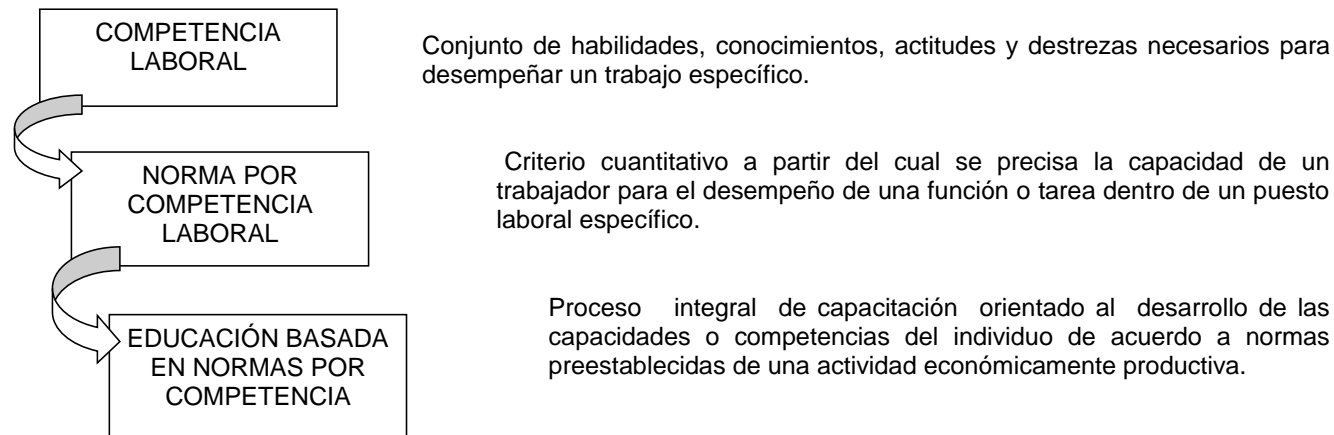 COMPETENCIA
LABORAL
Conjunto de habilidades, conocimientos, actitudes y destrezas necesarios para
desempeñar un trabajo específico.
NORMA POR
COMPETENCIA
LABORAL
Criterio cuantitativo a partir del cual se precisa la capacidad de un
trabajador para el desempeño de una función o tarea dentro de un puesto
laboral específico.
EDUCACIÓN BASADA
EN NORMAS POR
COMPETENCIA
Proceso integral de capacitación orientado al desarrollo de las
capacidades o competencias del individuo de acuerdo a normas
preestablecidas de una actividad económicamente productiva.